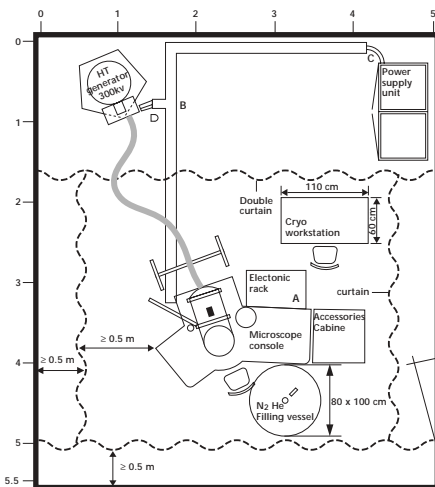 0 1 2 3 4 5
0
1
2
3
4
5
5.5
HT
generator
300kv
D
B
C
Power
supply
unit
110 cm
Double
curtain
Cryo
workstation
60 cm
Electonic
rack
A
curtain
Accessories
Cabine
Microscope
console
≥ 0.5 m
≥ 0.5 m
N2 He
Filling vessel
80 x 100 cm
≥ 0.5 m